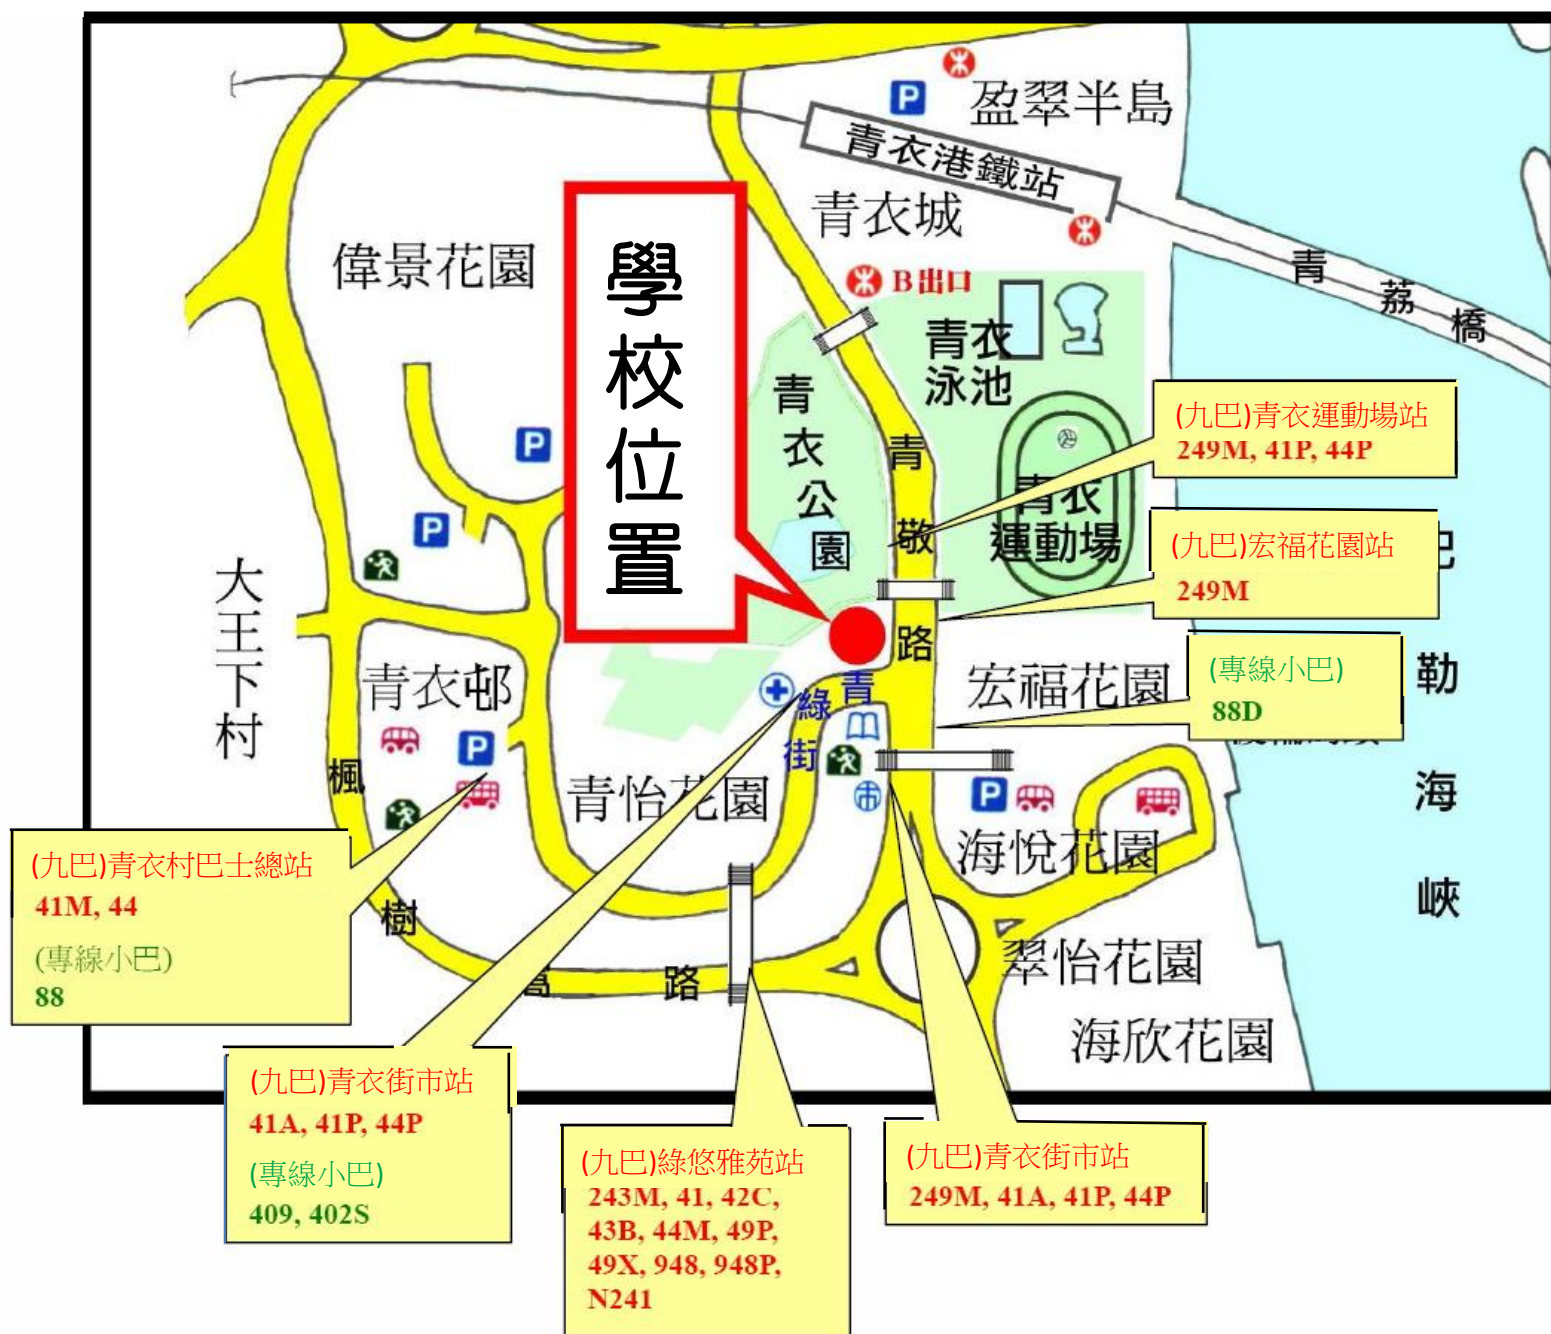 盈翠半島
青衣港鐵站
青衣城
偉景花園
學校位置
B出口
青荔橋
青衣
泳池
青衣公園
青敬路
青衣
運動場
(九巴)青衣運動場站
249M, 41P, 44P
(九巴)宏福花園站
249M
(專線小巴)
88D
勒海峽
大王下村
青衣邨
宏福花園
青綠街
青怡花園
市
海悅花園
翠怡花園
海欣花園
楓樹窩路
(九巴)青衣村巴士總站
41M, 44
(專線小巴)
88
(九巴)青衣街市站
41A, 41P, 44P
(專線小巴)
409, 402S
(九巴)綠悠雅苑站
243M, 41, 42C,
43B, 44M, 49P,
49X, 948, 948P,
N241
(九巴)青衣街市站
249M, 41A, 41P, 44P
P
P
P
P
P